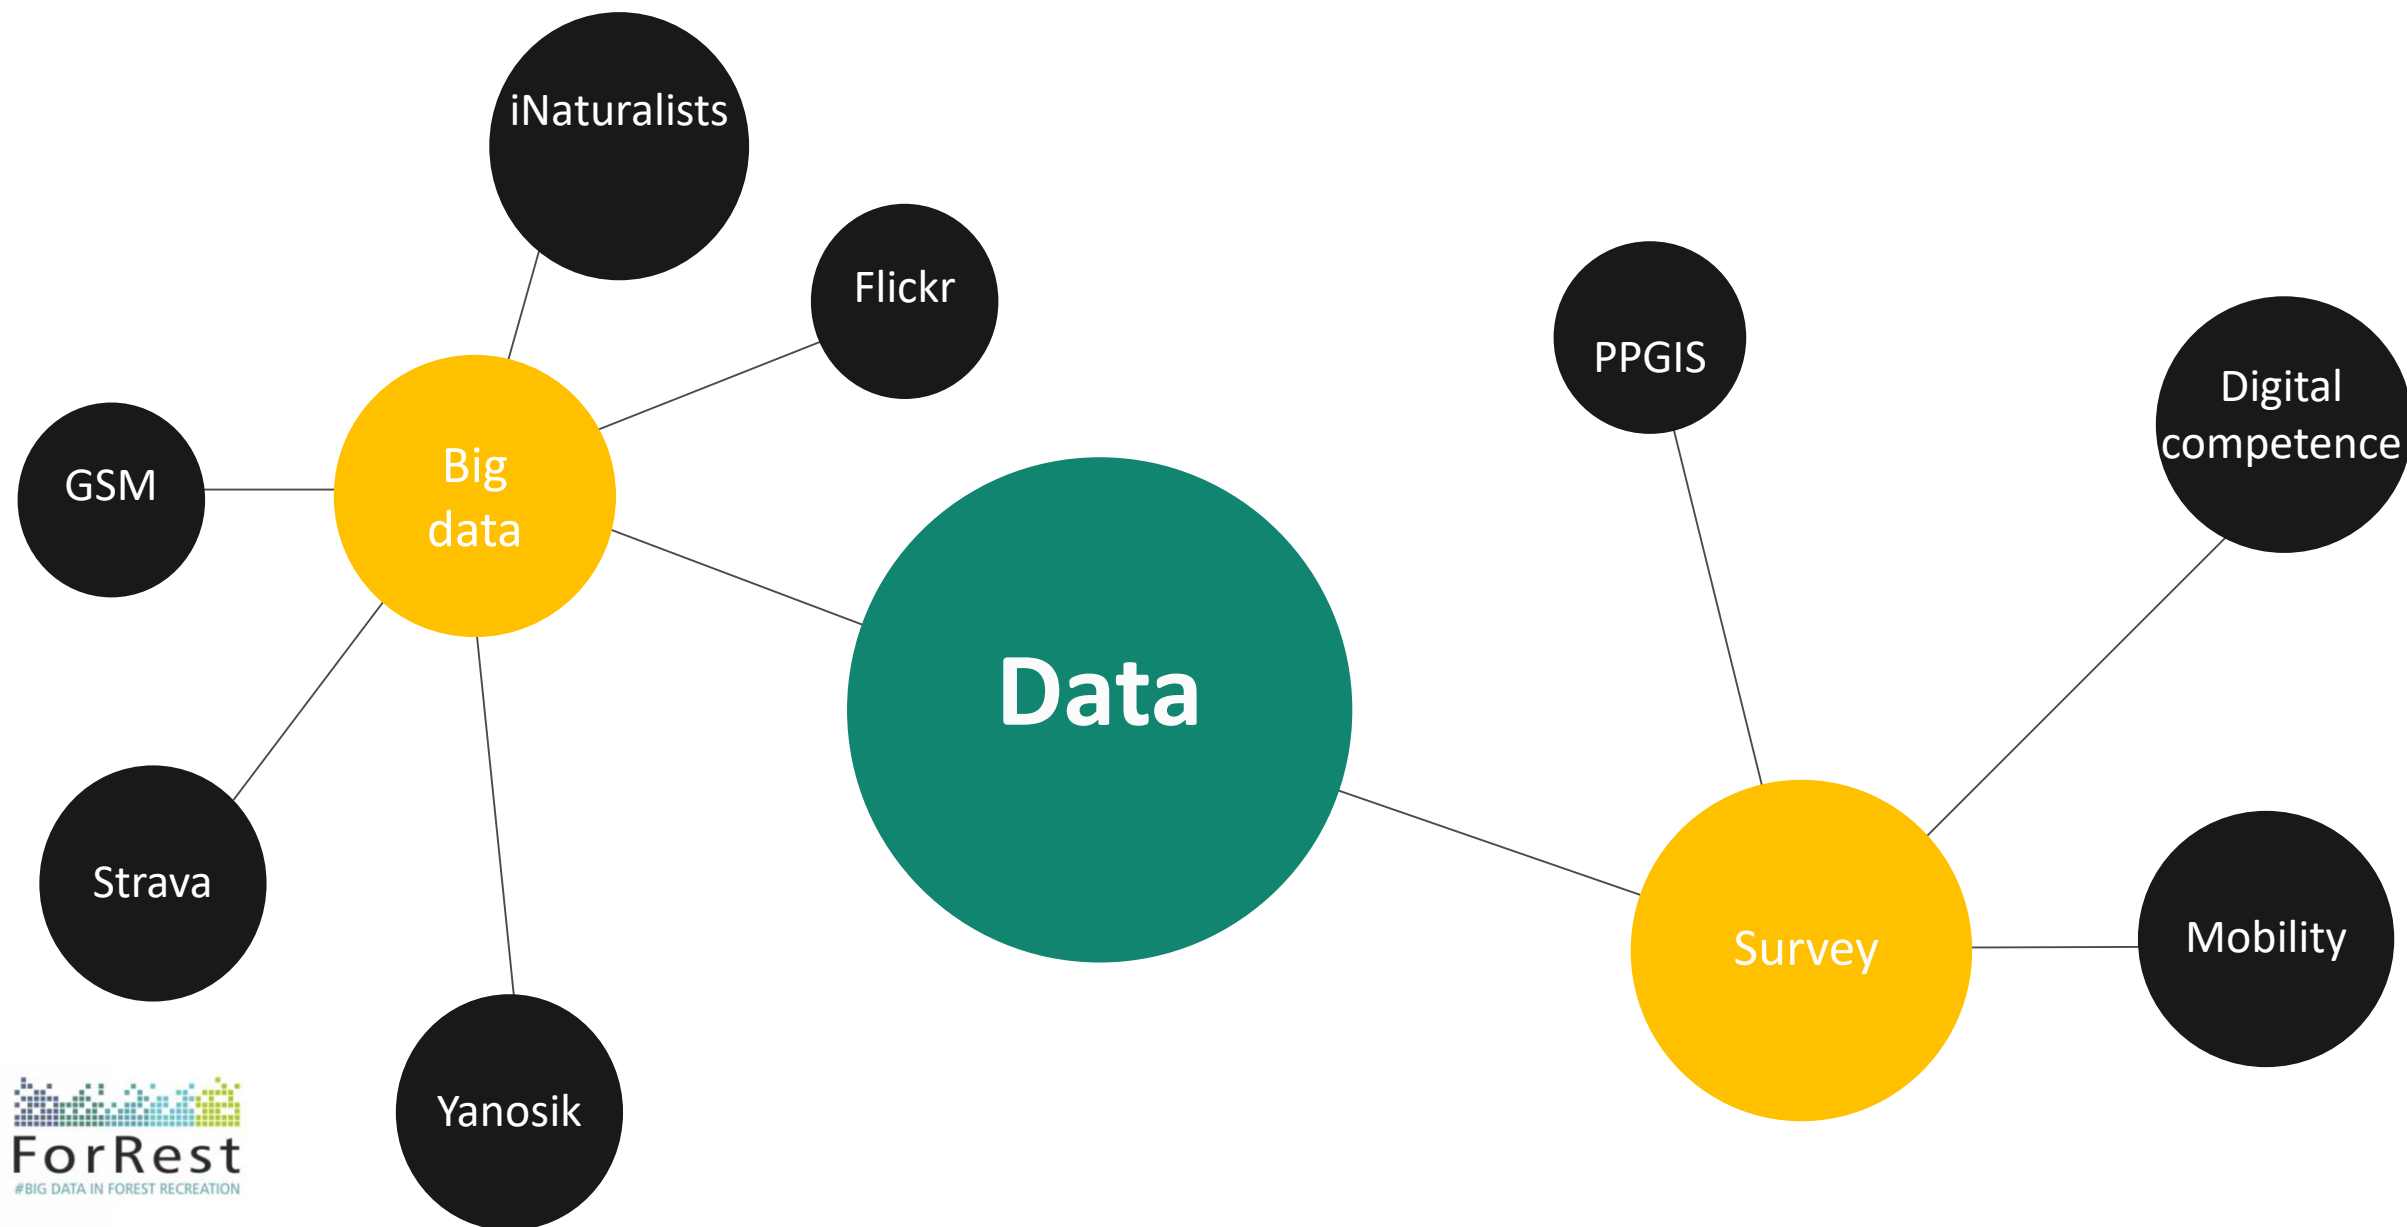 iNaturalists
Flickr
GSM
Big
data
Strava
Yanosik
Data
PPGIS
Digital
competence
Survey
Mobility
ForRest
#BIG DATA IN FOREST RECREATION